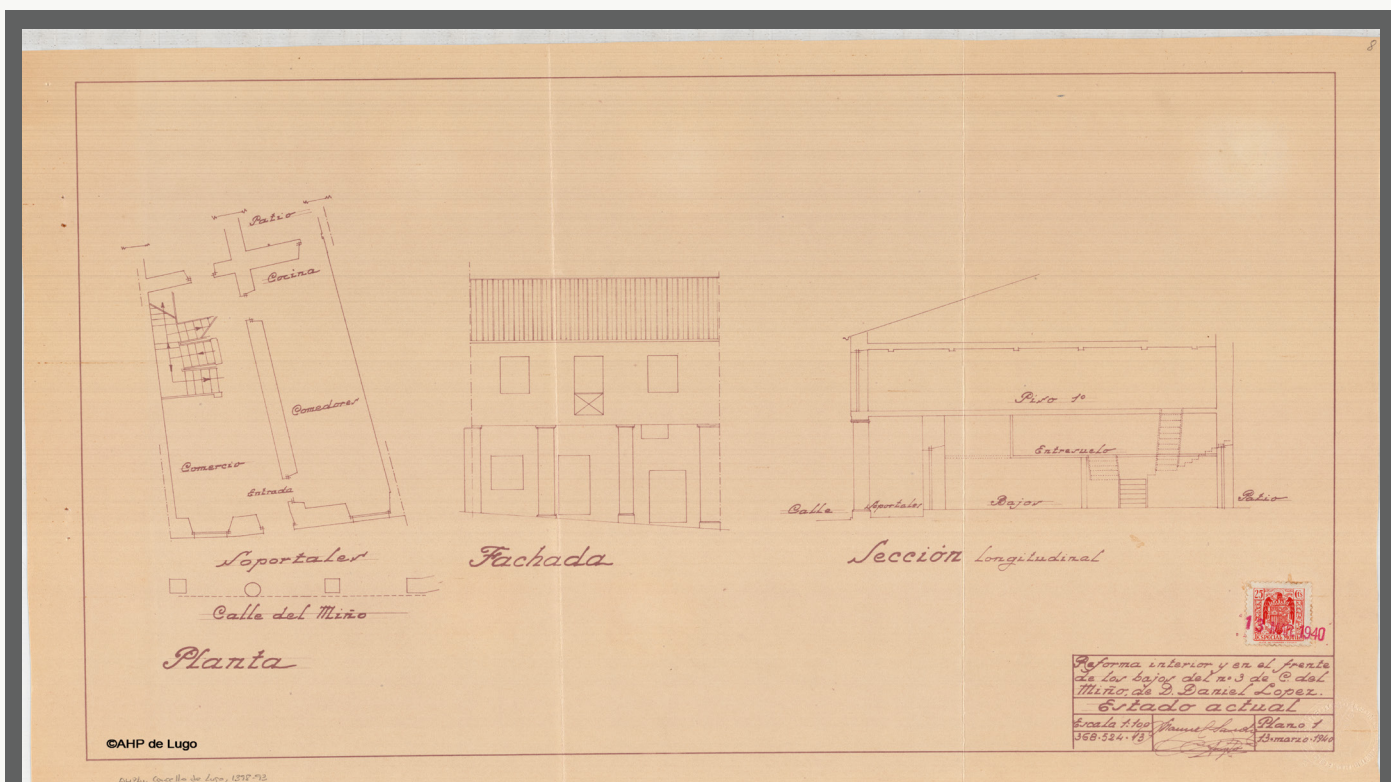 8
Patio
Cocina
Comedores
Comercio
Entrada
Soportales
Calle del Miño
Planta
Fachada
Piso 1º
Entresuelo
Calle
Soportales
Bajos
Patio
Sección longitudinal
25
13
1940
Reforma interior y en el frente
de los bajos del nº 3 de C. del
Miño, de D. Daniel Lopez.
Estado actual
Escala 1:100
Plano 1
368.524.V3
13-marzo-1940
©AHP de Lugo